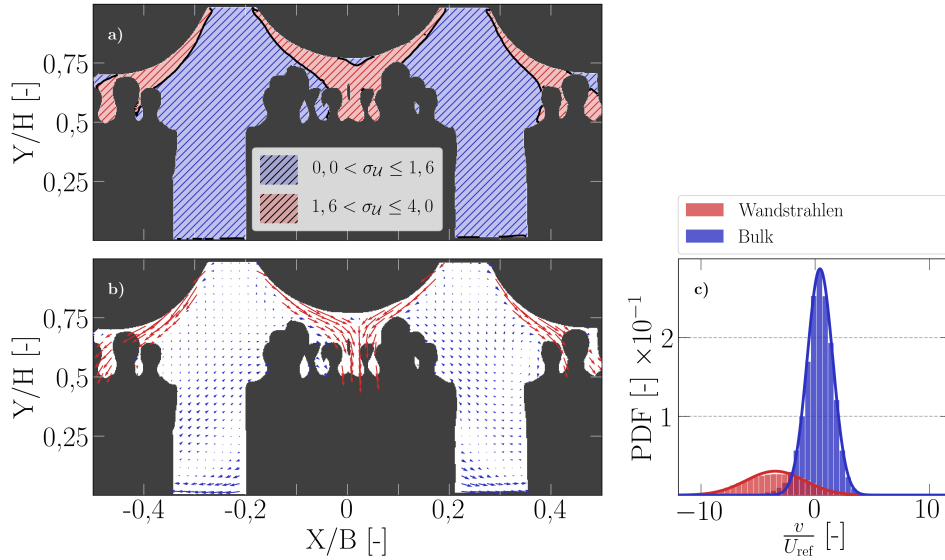 a)
Y/H [-]
0,75
0,5
0,25
0,0 < σ_𝒰 ≤ 1,6
1,6 < σ_𝒰 ≤ 4,0
b)
Y/H [-]
0,75
0,5
0,25
-0,4 -0,2 0 0,2 0,4
X/B [-]
Wandstrahlen
Bulk
c)
PDF [-] ×10⁻¹
2
1
−10 0 10
v/U_ref [-]